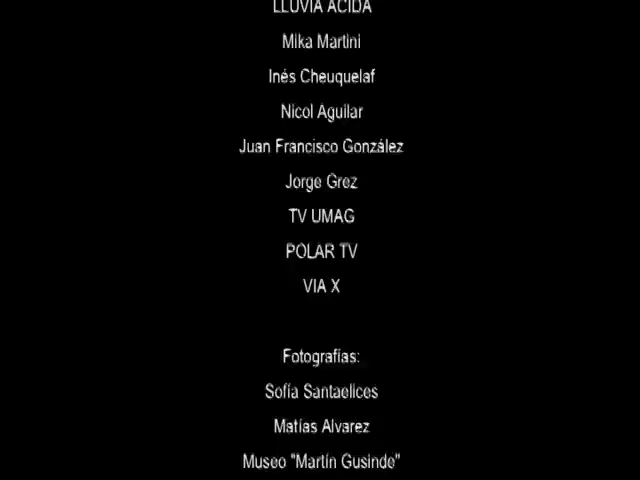 LLUVIA ACIDA
Mika Martini
Inés Cheuquelaf
Nicol Aguilar
Juan Francisco González
Jorge Grez
TV UMAG
POLAR TV
VIA X
Fotografías:
Sofía Santaelices
Matías Alvarez
Museo "Martín Gusinde"